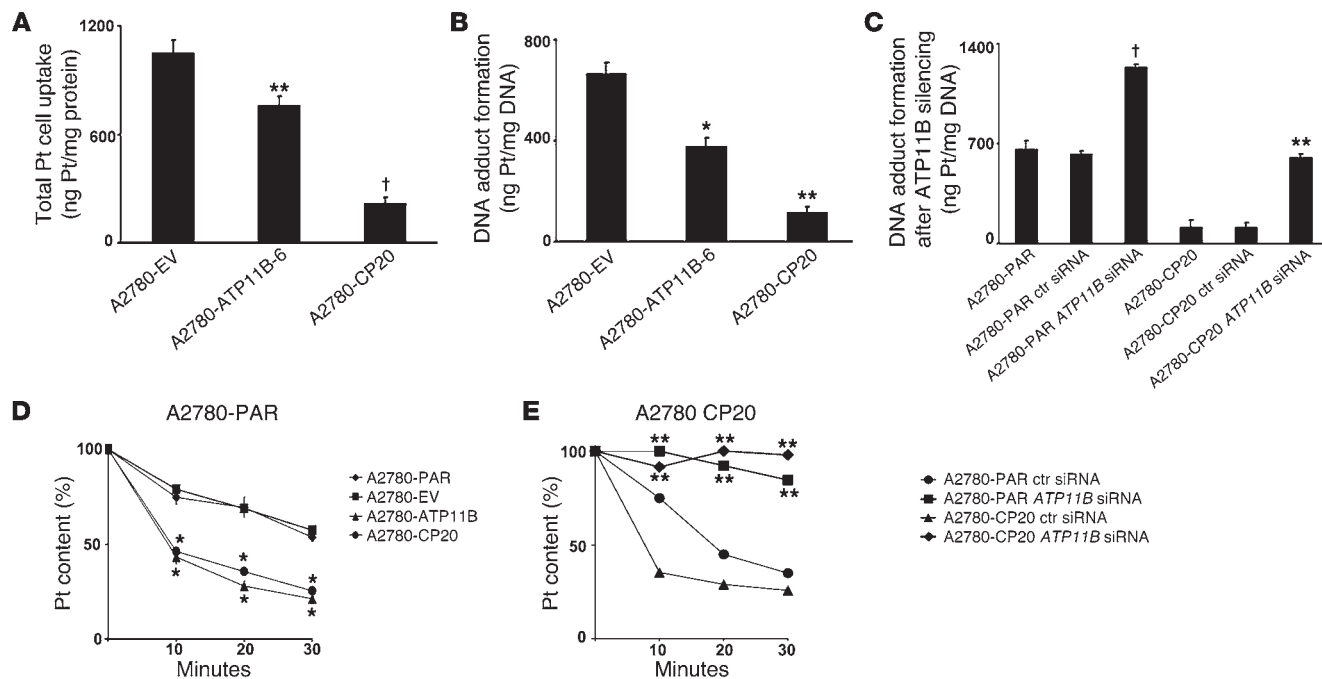 A
Total Pt cell uptake
(ng Pt/mg protein)
1200
600
0
**
†
A2780-EV
A2780-ATP11B-6
A2780-CP20
B
DNA adduct formation
(ng Pt/mg DNA)
800
400
0
*
**
A2780-EV
A2780-ATP11B-6
A2780-CP20
C
DNA adduct formation
after ATP11B silencing
(ng Pt/mg DNA)
1400
700
0
†
**
A2780-PAR
A2780-PAR ctr siRNA
A2780-PAR ATP11B siRNA
A2780-CP20
A2780-CP20 ctr siRNA
A2780-CP20 ATP11B siRNA
D
A2780-PAR
Pt content (%)
100
50
0
* * *
* * *
10 20 30
Minutes
A2780-PAR
A2780-EV
A2780-ATP11B
A2780-CP20
E
A2780 CP20
Pt content (%)
100
50
0
** ** **
** ** **
10 20 30
Minutes
A2780-PAR ctr siRNA
A2780-PAR ATP11B siRNA
A2780-CP20 ctr siRNA
A2780-CP20 ATP11B siRNA